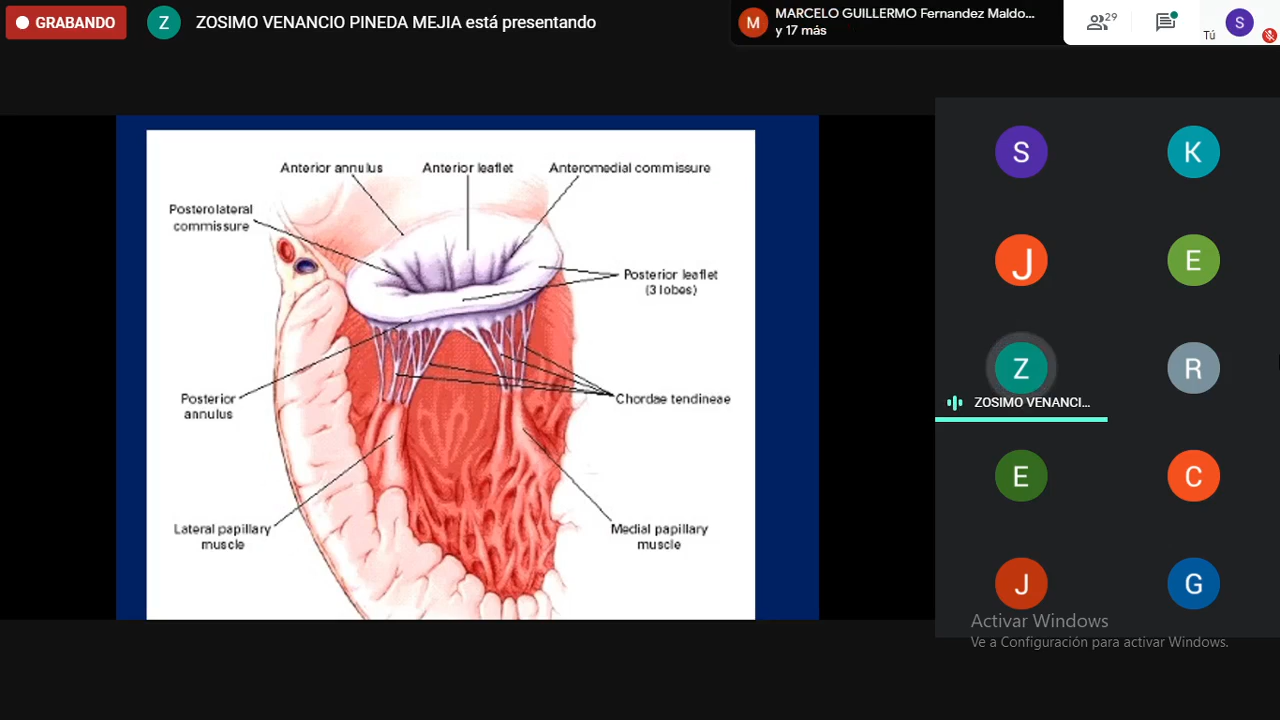 GRABANDO
Z
ZOSIMO VENANCIO PINEDA MEJIA está presentando
M
MARCELO GUILLERMO Fernandez Maldo...
y 17 más
29
Tú
S
Anterior annulus
Anterior leaflet
Anteromedial commissure
Posterolateral
commissure
Posterior leaflet
(3 lobes)
Posterior
annulus
Chordae tendineae
Lateral papillary
muscle
Medial papillary
muscle
S
K
J
E
Z
ZOSIMO VENANCI...
R
E
C
J
G
Activar Windows
Ve a Configuración para activar Windows.